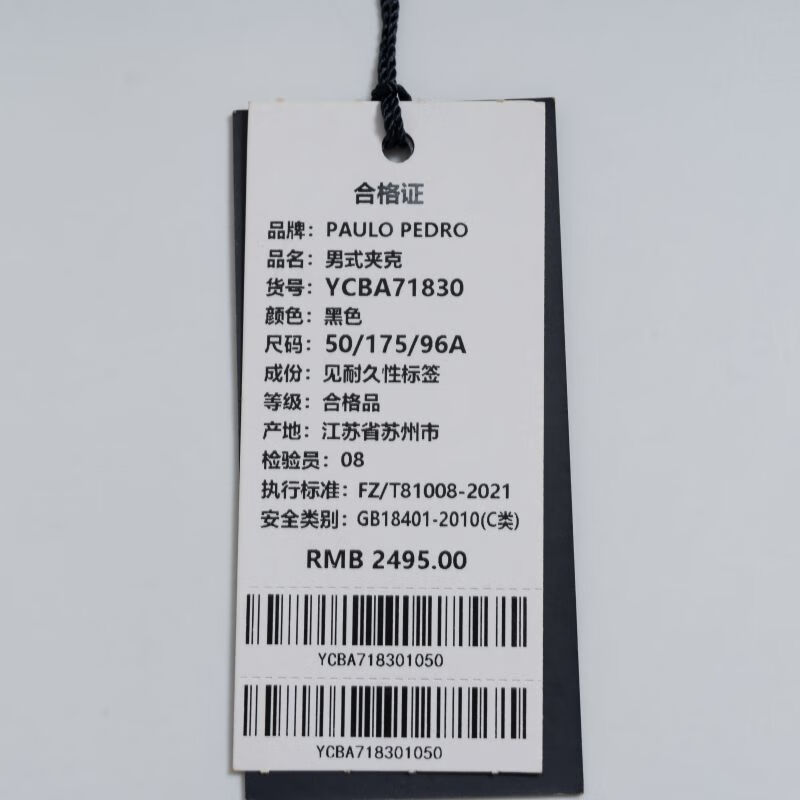 合格证
品牌：PAULO PEDRO
品名：男式夹克
货号：YCBA71830
颜色：黑色
尺码：50/175/96A
成份：见耐久性标签
等级：合格品
产地：江苏省苏州市
检验员：08
执行标准：FZ/T81008-2021
安全类别：GB18401-2010(C类)
RMB 2495.00
YCBA718301050
YCBA718301050